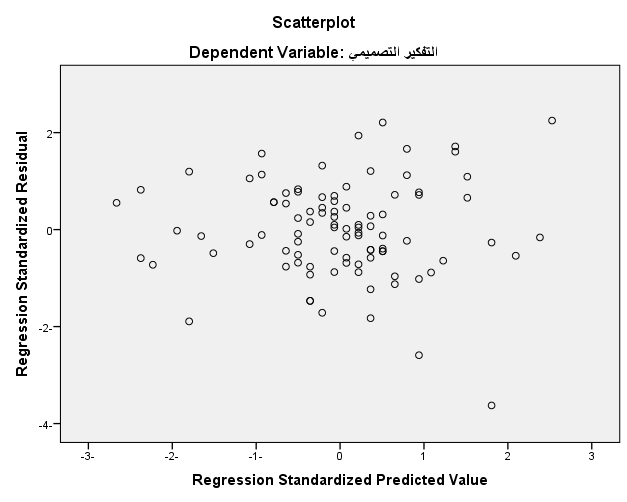 Scatterplot
Dependent Variable: التفكير التصميمي
Regression Standardized Residual
2
0
-2-
-4-
-3- -2- -1- 0 1 2 3
Regression Standardized Predicted Value